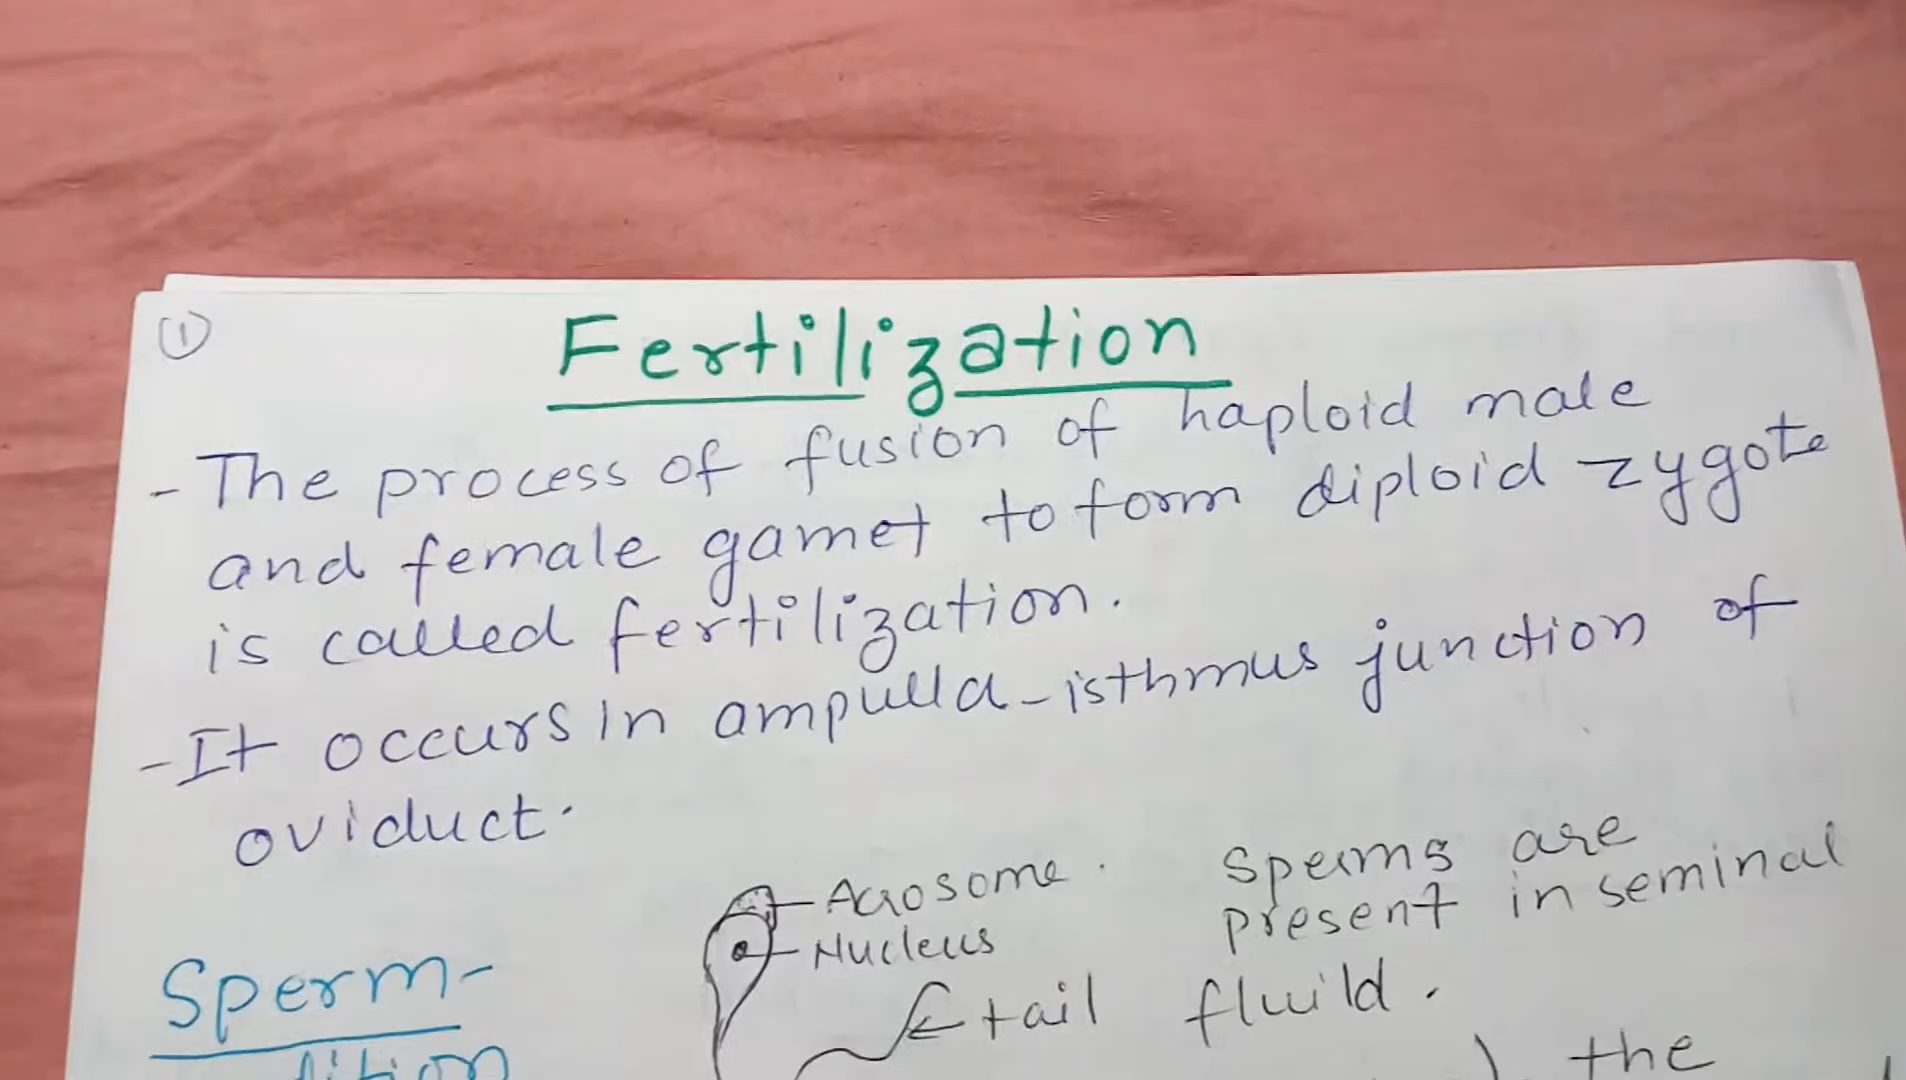 1
Fertilization
- The process of fusion of haploid male
and female gamet to form diploid zygote
is called fertilization.
- It occurs in ampulla-isthmus junction of
oviduct.
Acrosome.
Nucleus
tail
Sperms are
present in seminal
fluild.
Sperm-
the